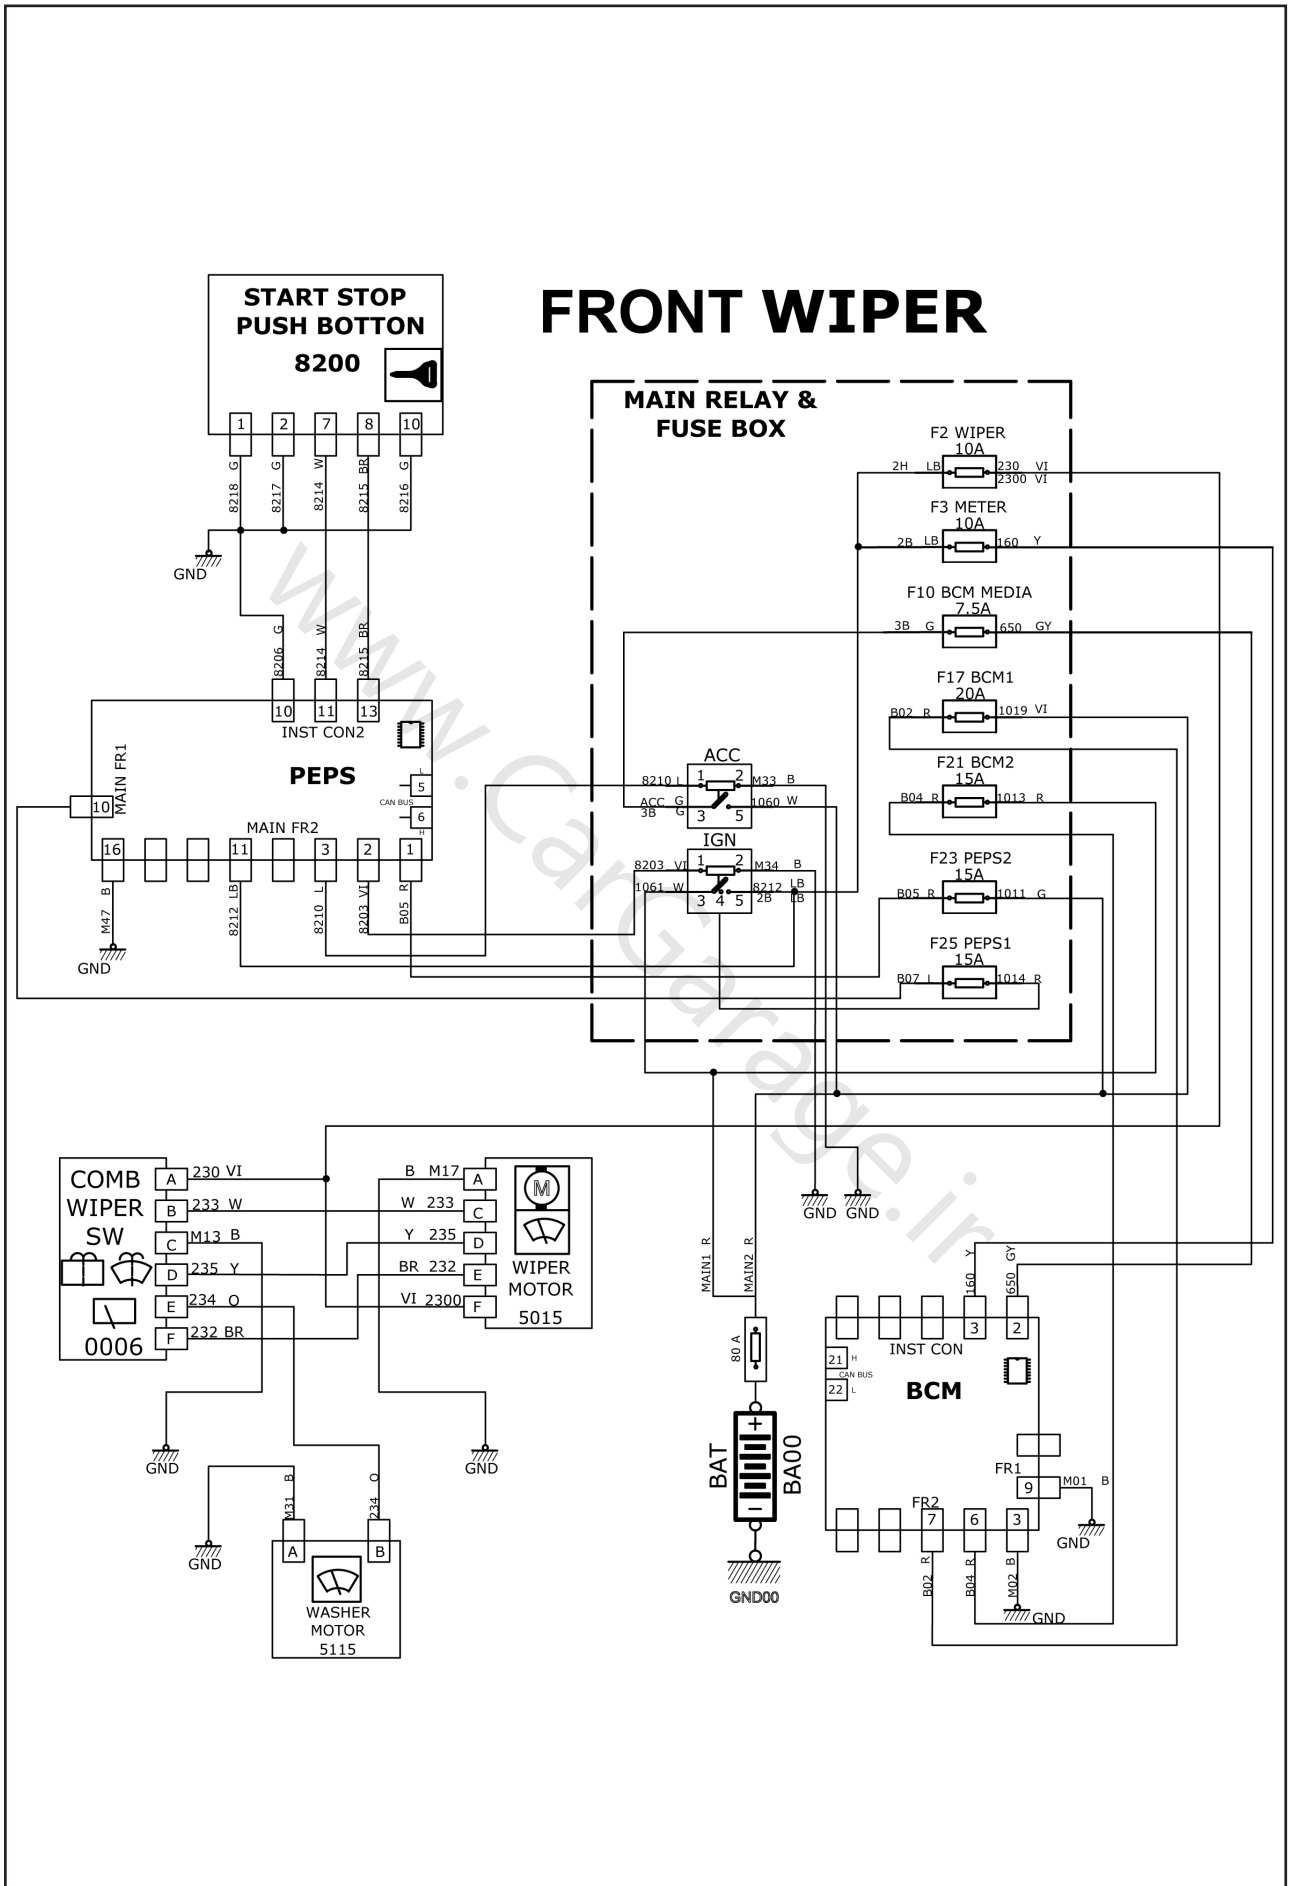 START STOP
PUSH BOTTON
8200
1 2 7 8 10
8218 G
8217 G
8214 W
8215 BR
8216 G
GND
8206 G
8214 W
8215 BR
10 11 13
INST CON2
PEPS
MAIN FR1
10
L
5
CAN BUS
6
H
MAIN FR2
16 11 3 2 1
M47 B
8212 LB
8210 L
8203 VI
B05 R
GND
FRONT WIPER
MAIN RELAY &
FUSE BOX
F2 WIPER
10A
2H LB 230 VI
2300 VI
F3 METER
10A
2B LB 160 Y
F10 BCM MEDIA
7.5A
3B G 650 GY
F17 BCM1
20A
B02 R 1019 VI
F21 BCM2
15A
B04 R 1013 R
F23 PEPS2
15A
B05 R 1011 G
F25 PEPS1
15A
B07 L 1014 R
ACC
8210 L 1 2 M33 B
ACC G 1060 W
3B G 3 5
IGN
8203 VI 1 2 M34 B
1061 W 8212 LB
3 4 5 2B LB
www.CarGarage.ir
COMB
WIPER
SW
0006
A 230 VI
B 233 W
C M13 B
D 235 Y
E 234 O
F 232 BR
B M17 A
W 233 C
Y 235 D
BR 232 E
VI 2300 F
M
WIPER
MOTOR
5015
GND
GND
GND
M31 B
234 O
A B
WASHER
MOTOR
5115
GND GND
MAIN1 R
MAIN2 R
80 A
+
BAT
BA00
−
GND00
160 Y
650 GY
3 2
INST CON
21 H
CAN BUS
22 L
BCM
FR1
9 M01 B
GND
FR2
7 6 3
B02 R
B04 R
M02 B
GND